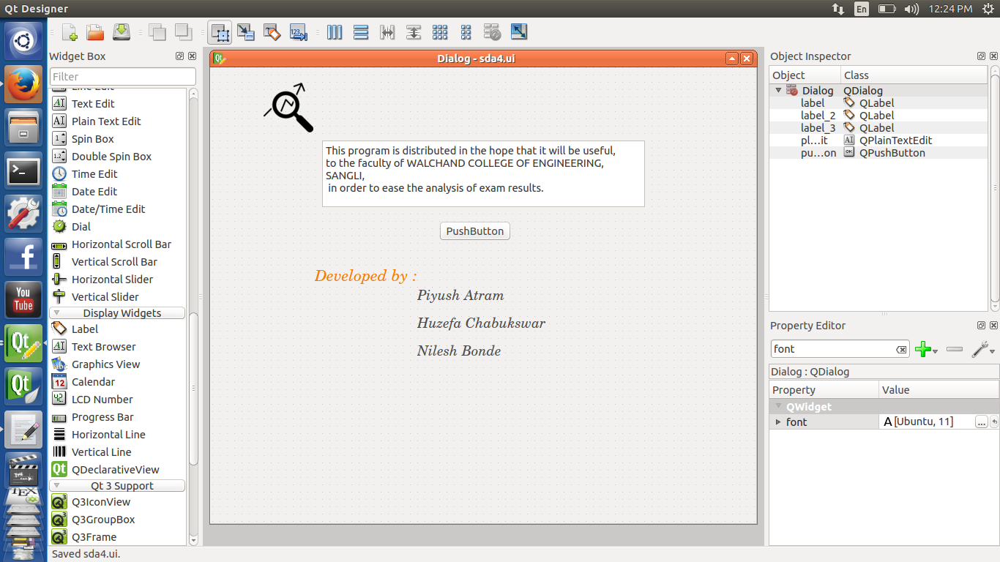 Qt Designer
En
12:24 PM
Widget Box
Filter
Line Edit
Text Edit
Plain Text Edit
Spin Box
Double Spin Box
Time Edit
Date Edit
Date/Time Edit
Dial
Horizontal Scroll Bar
Vertical Scroll Bar
Horizontal Slider
Vertical Slider
Display Widgets
Label
Text Browser
Graphics View
Calendar
LCD Number
Progress Bar
Horizontal Line
Vertical Line
QDeclarativeView
Qt 3 Support
Q3IconView
Q3GroupBox
Q3Frame
Saved sda4.ui.
Dialog - sda4.ui
This program is distributed in the hope that it will be useful,
to the faculty of WALCHAND COLLEGE OF ENGINEERING,
SANGLI,
in order to ease the analysis of exam results.
PushButton
Developed by :
Piyush Atram
Huzefa Chabukswar
Nilesh Bonde
Object Inspector
Object Class
Dialog QDialog
label QLabel
label_2 QLabel
label_3 QLabel
pl...it QPlainTextEdit
pu...on QPushButton
Property Editor
font
Dialog : QDialog
Property Value
QWidget
font A [Ubuntu, 11] ...
You
Tube
Qt
Qt